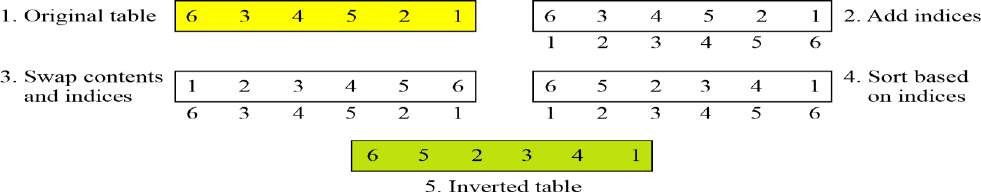 1. Original table
6 3 4 5 2 1
6 3 4 5 2 1
2. Add indices
1 2 3 4 5 6
3. Swap contents
and indices
1 2 3 4 5 6
6 3 4 5 2 1
6 5 2 3 4 1
1 2 3 4 5 6
4. Sort based
on indices
6 5 2 3 4 1
5. Inverted table